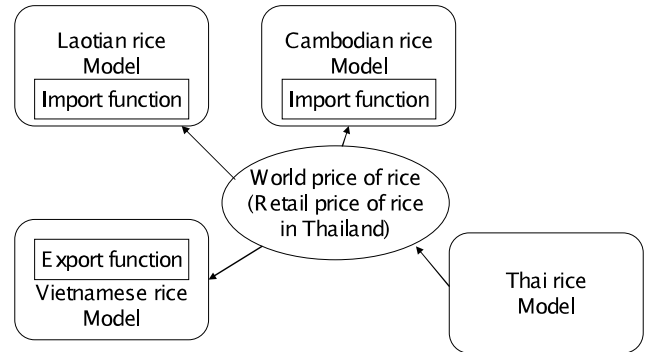 Laotian rice
Model
Import function
Cambodian rice
Model
Import function
World price of rice
(Retail price of rice
in Thailand)
Export function
Vietnamese rice
Model
Thai rice
Model